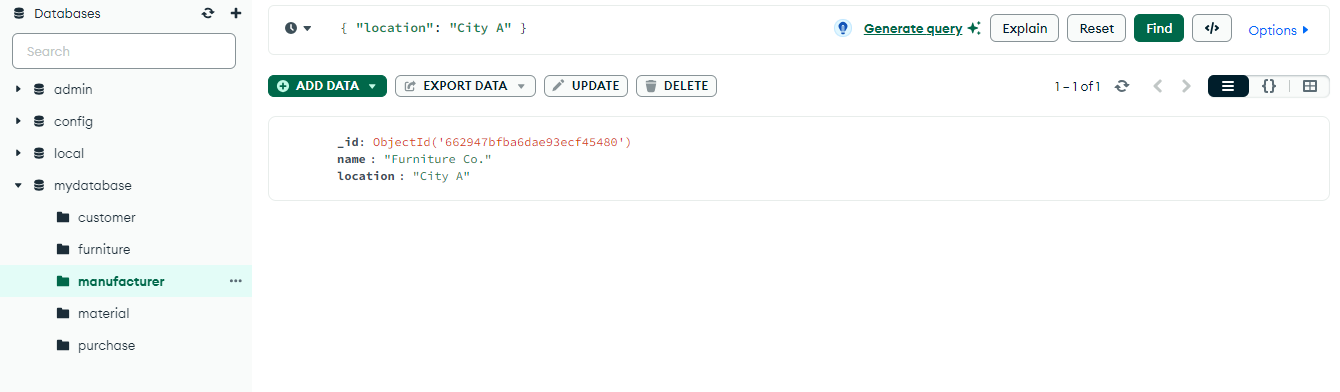 Databases
Search
admin
config
local
mydatabase
customer
furniture
manufacturer
material
purchase
{ "location": "City A" }
Generate query
Explain
Reset
Find
</>
Options
ADD DATA
EXPORT DATA
UPDATE
DELETE
1 – 1 of 1
{}
_id: ObjectId('662947bfba6dae93ecf45480')
name : "Furniture Co."
location : "City A"